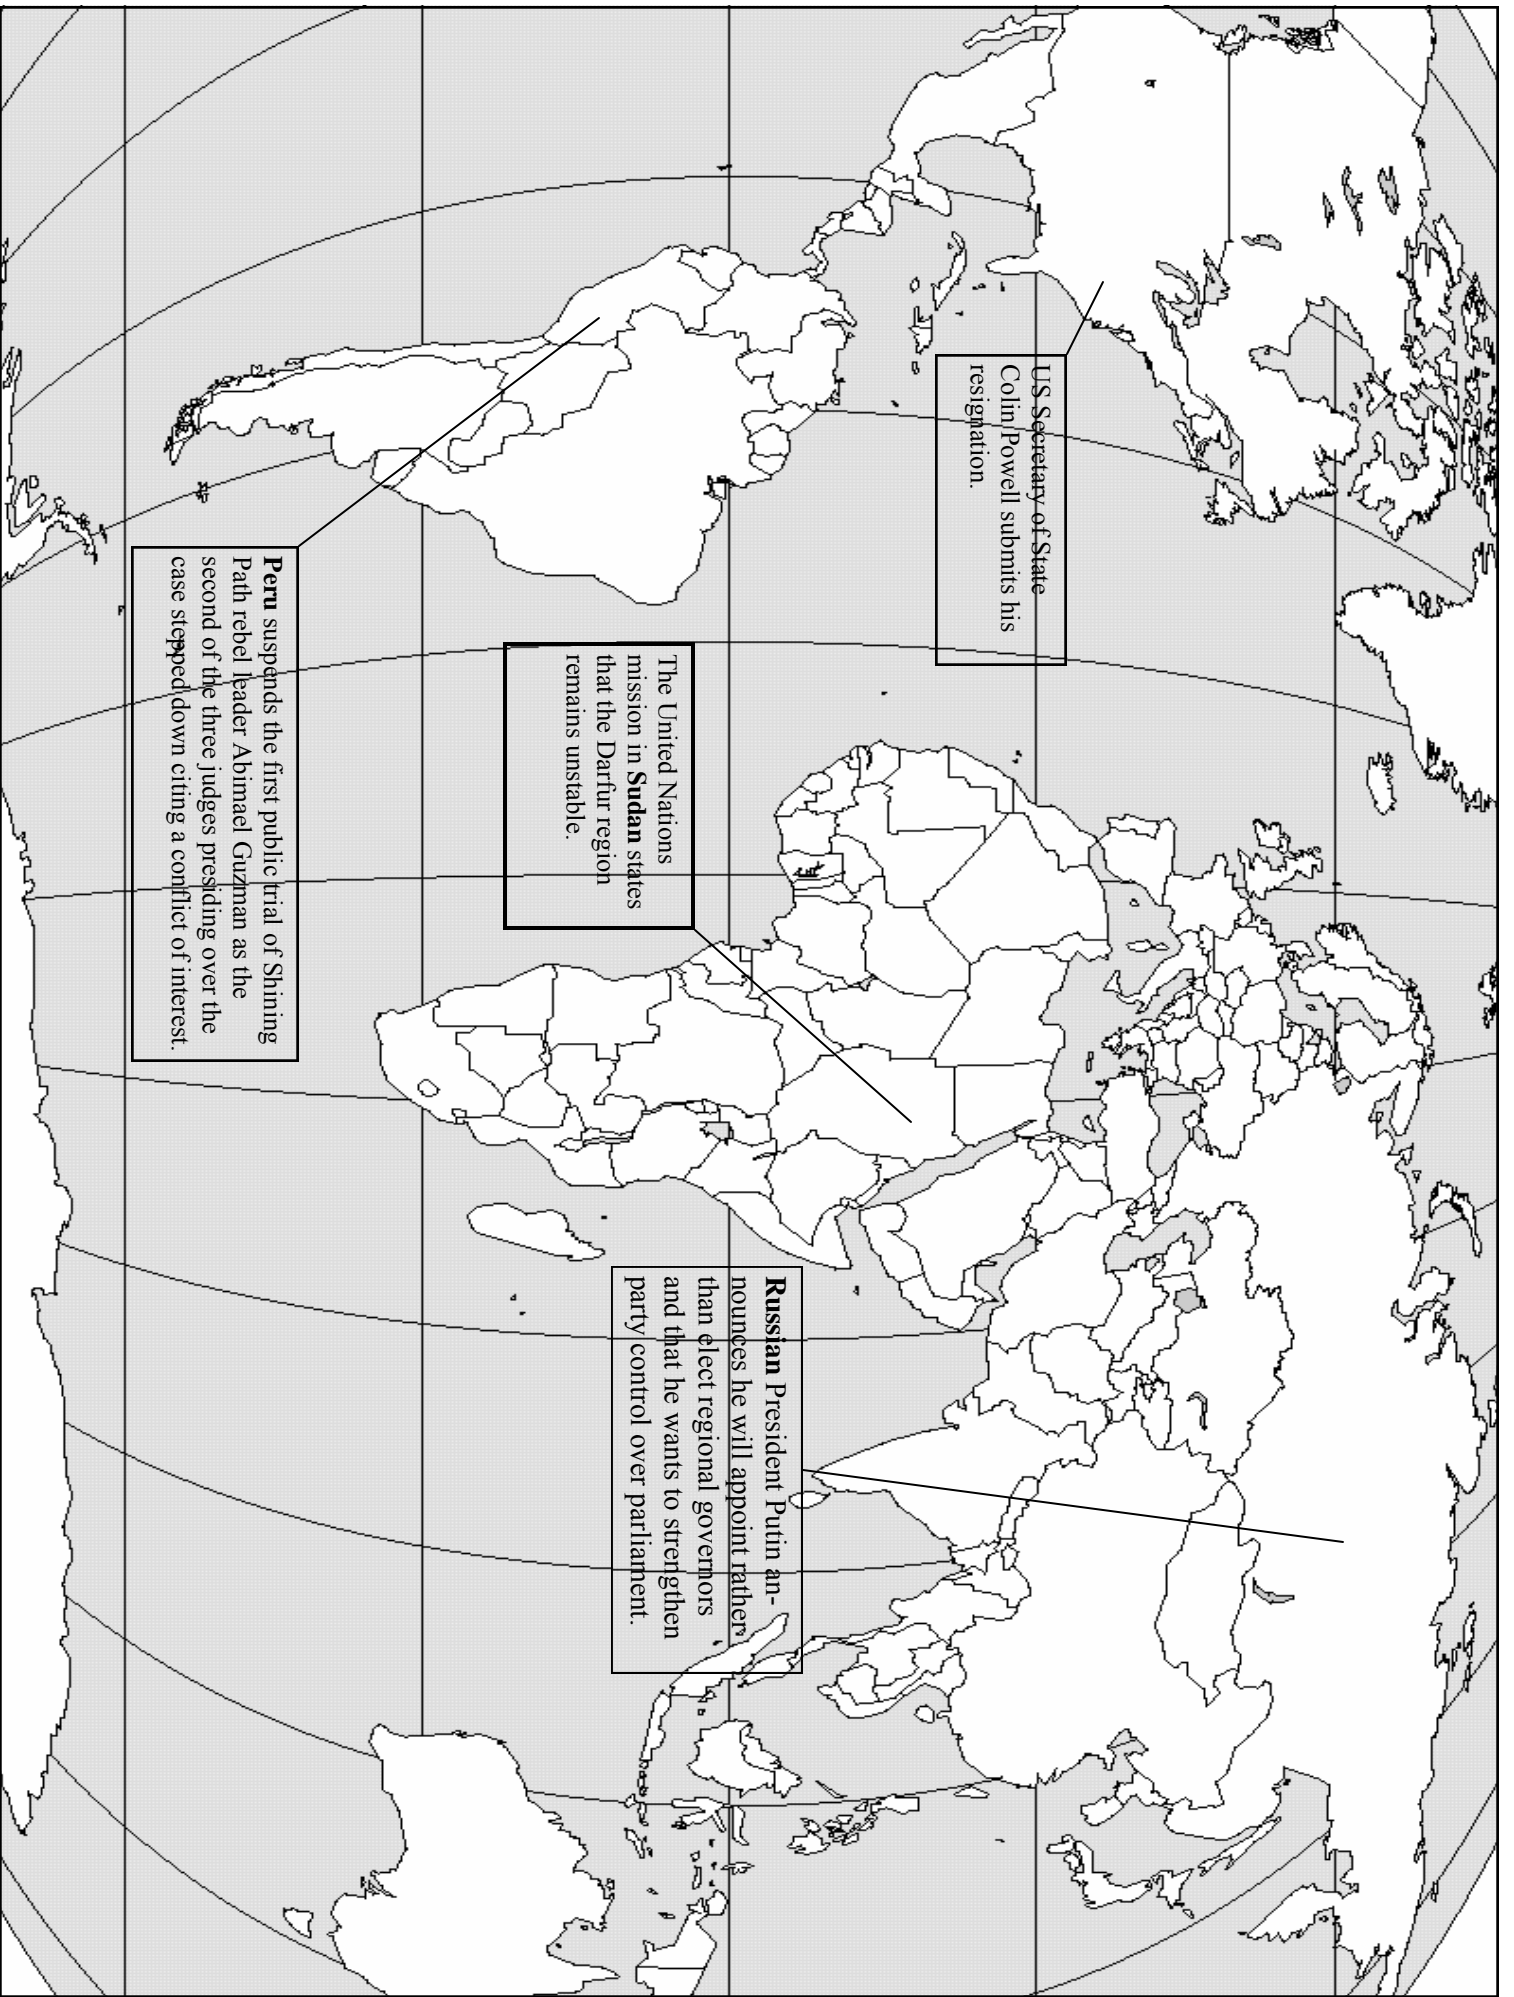 US Secretary of State
Colin Powell submits his
resignation.
Peru suspends the first public trial of Shining
Path rebel leader Abimael Guzman as the
second of the three judges presiding over the
case stepped down citing a conflict of interest.
The United Nations
mission in Sudan states
that the Darfur region
remains unstable.
Russian President Putin an-
nounces he will appoint rather
than elect regional governors
and that he wants to strengthen
party control over parliament.